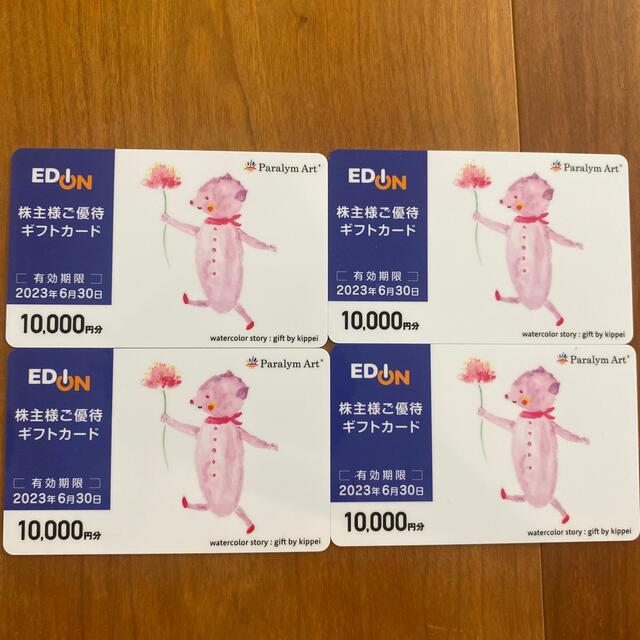 EDION
Paralym Art®
株主様ご優待
ギフトカード
有効期限
2023年6月30日
10,000円分
watercolor story : gift by kippei
EDION
Paralym Art®
株主様ご優待
ギフトカード
有効期限
2023年6月30日
10,000円分
watercolor story : gift by kippei
EDION
Paralym Art®
株主様ご優待
ギフトカード
有効期限
2023年6月30日
10,000円分
watercolor story : gift by kippei
EDION
Paralym Art®
株主様ご優待
ギフトカード
有効期限
2023年6月30日
10,000円分
watercolor story : gift by kippei